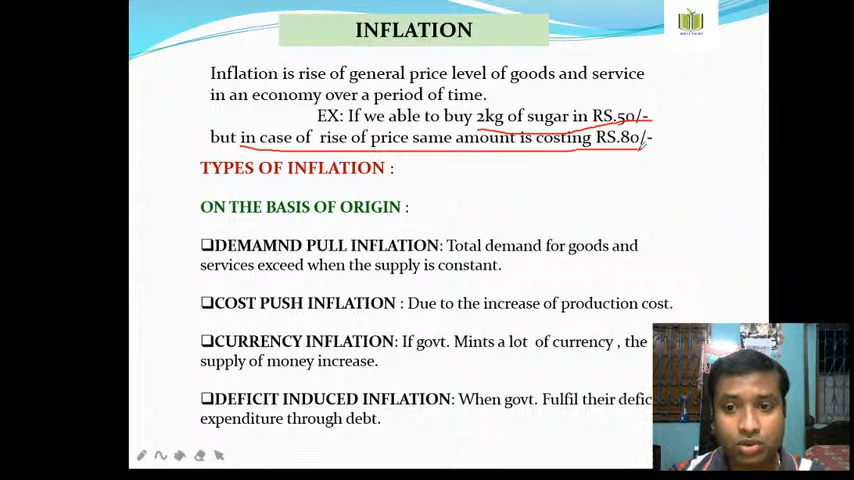 INFLATION
Inflation is rise of general price level of goods and service
in an economy over a period of time.
EX: If we able to buy 2kg of sugar in RS.50/-
but in case of rise of price same amount is costing RS.80/-
TYPES OF INFLATION :
ON THE BASIS OF ORIGIN :
DEMAMND PULL INFLATION: Total demand for goods and
services exceed when the supply is constant.
COST PUSH INFLATION : Due to the increase of production cost.
CURRENCY INFLATION: If govt. Mints a lot of currency , the
supply of money increase.
DEFICIT INDUCED INFLATION: When govt. Fulfil their defic
expenditure through debt.